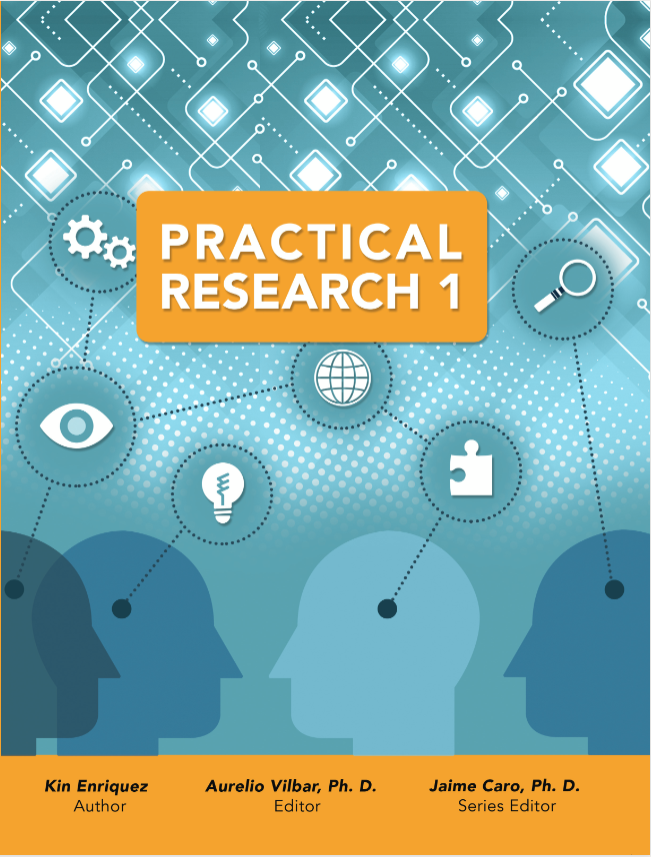 PRACTICAL
RESEARCH 1
Kin Enriquez
Author
Aurelio Vilbar, Ph. D.
Editor
Jaime Caro, Ph. D.
Series Editor